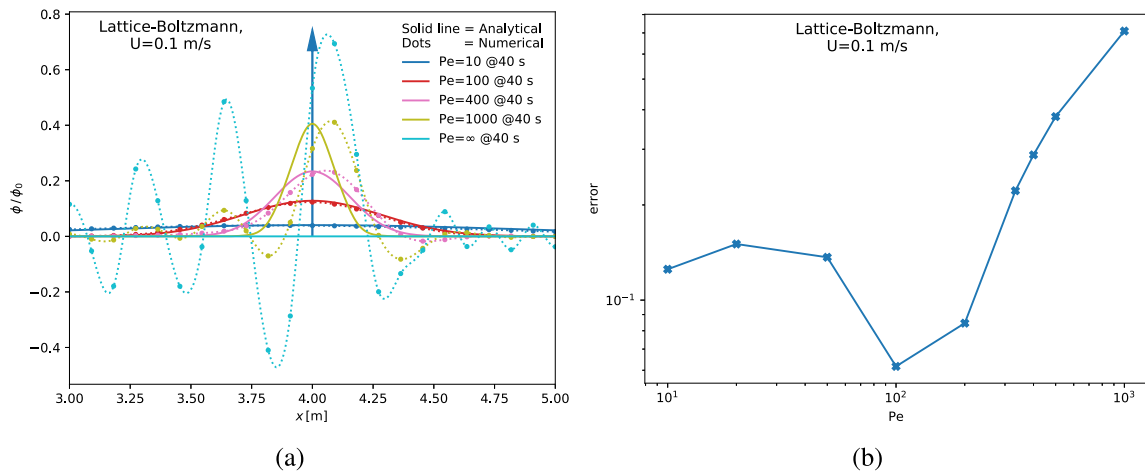 Lattice-Boltzmann,
U=0.1 m/s
Solid line = Analytical
Dots = Numerical
Pe=10 @40 s
Pe=100 @40 s
Pe=400 @40 s
Pe=1000 @40 s
Pe=∞ @40 s
0.8
0.6
0.4
0.2
0.0
−0.2
−0.4
ϕ / ϕ₀
3.00 3.25 3.50 3.75 4.00 4.25 4.50 4.75 5.00
x [m]
(a)
Lattice-Boltzmann,
U=0.1 m/s
error
10⁻¹
10¹ 10² 10³
Pe
(b)